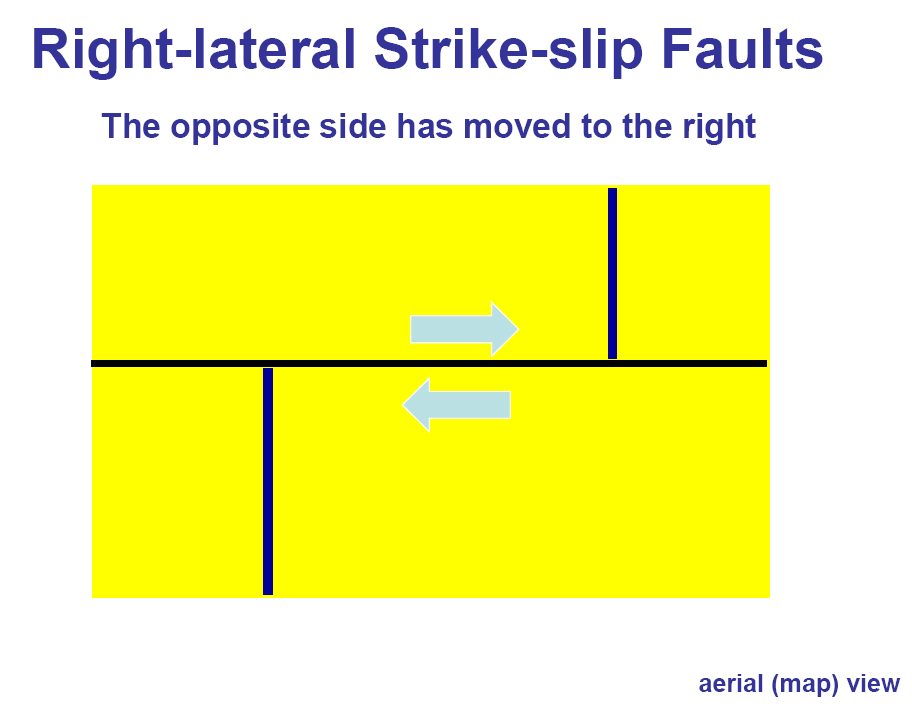 Right-lateral Strike-slip Faults
The opposite side has moved to the right
aerial (map) view